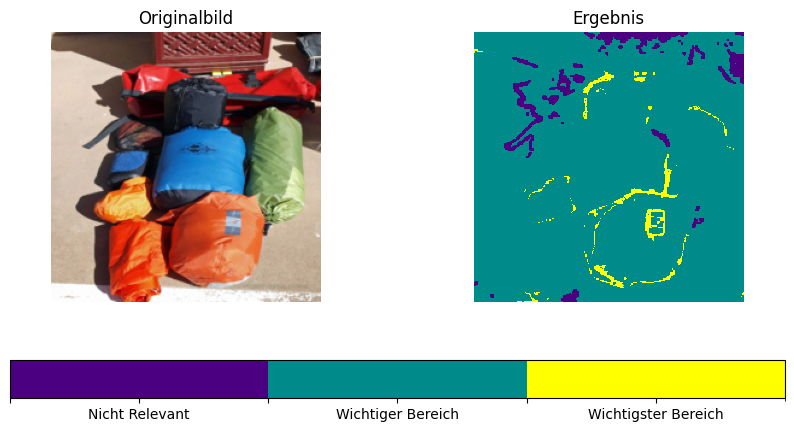 Originalbild
Ergebnis
Nicht Relevant
Wichtiger Bereich
Wichtigster Bereich